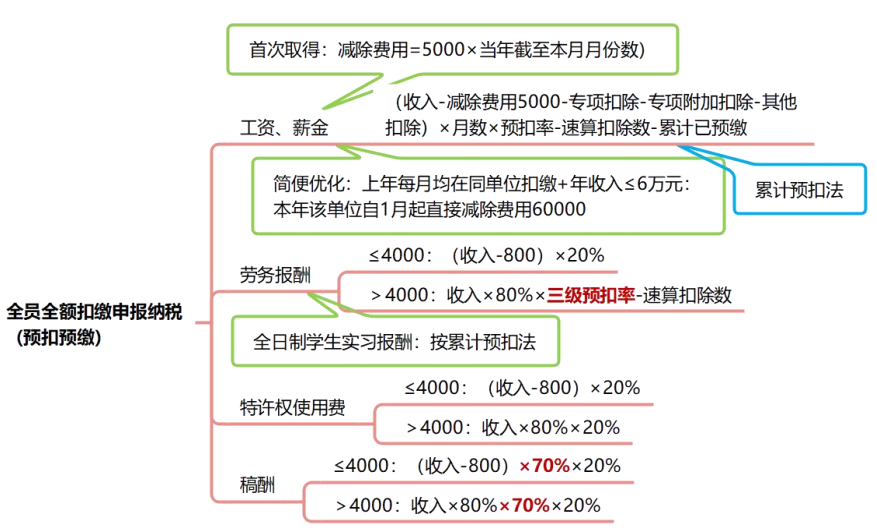 首次取得：减除费用=5000×当年截至本月月份数)
（收入-减除费用5000-专项扣除-专项附加扣除-其他
扣除）×月数×预扣率-速算扣除数-累计已预缴
工资、薪金
累计预扣法
简便优化：上年每月均在同单位扣缴+年收入≤6万元：
本年该单位自1月起直接减除费用60000
≤4000：（收入-800）×20%
劳务报酬
>4000：收入×80%×三级预扣率-速算扣除数
全员全额扣缴申报纳税
（预扣预缴）
全日制学生实习报酬：按累计预扣法
≤4000：（收入-800）×20%
特许权使用费
>4000：收入×80%×20%
≤4000：（收入-800）×70%×20%
稿酬
>4000：收入×80%×70%×20%